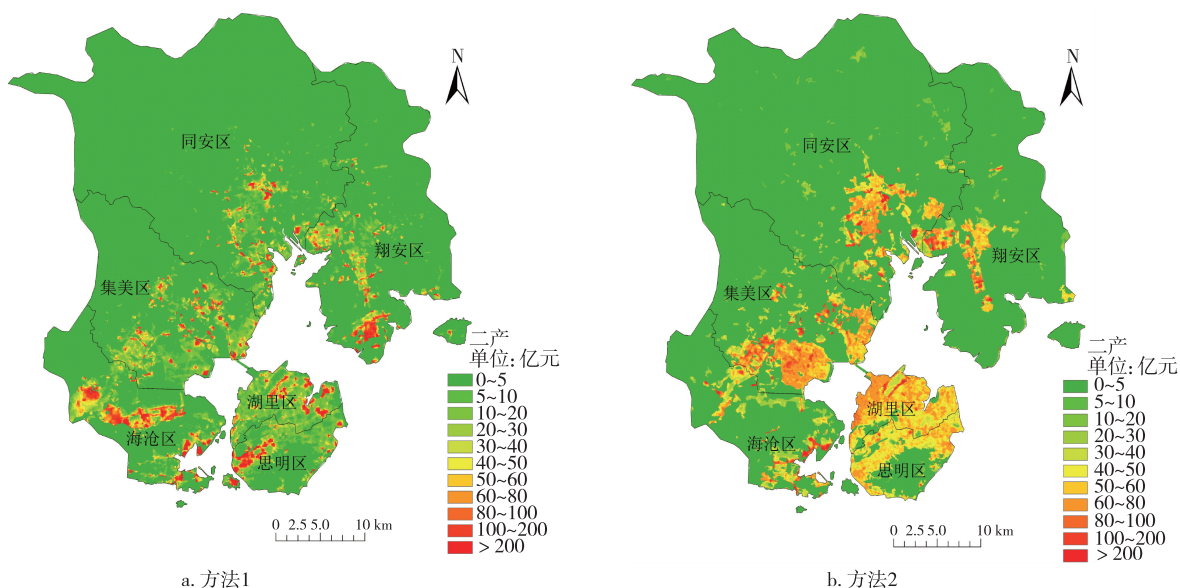 N
同安区
翔安区
集美区
湖里区
海沧区
思明区
二产
单位:亿元
0~5
5~10
10~20
20~30
30~40
40~50
50~60
60~80
80~100
100~200
>200
0 2.5 5.0 10 km
a. 方法1
N
同安区
翔安区
集美区
湖里区
海沧区
思明区
二产
单位:亿元
0~5
5~10
10~20
20~30
30~40
40~50
50~60
60~80
80~100
100~200
>200
0 2.5 5.0 10 km
b. 方法2